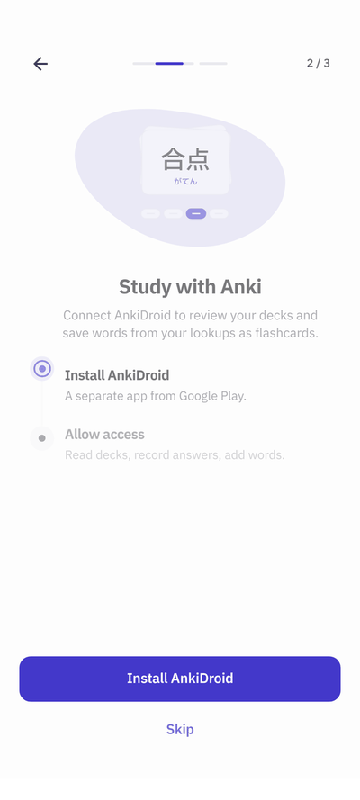 2 / 3
合点
がてん
Study with Anki
Connect AnkiDroid to review your decks and
save words from your lookups as flashcards.
Install AnkiDroid
A separate app from Google Play.
Allow access
Read decks, record answers, add words.
Install AnkiDroid
Skip